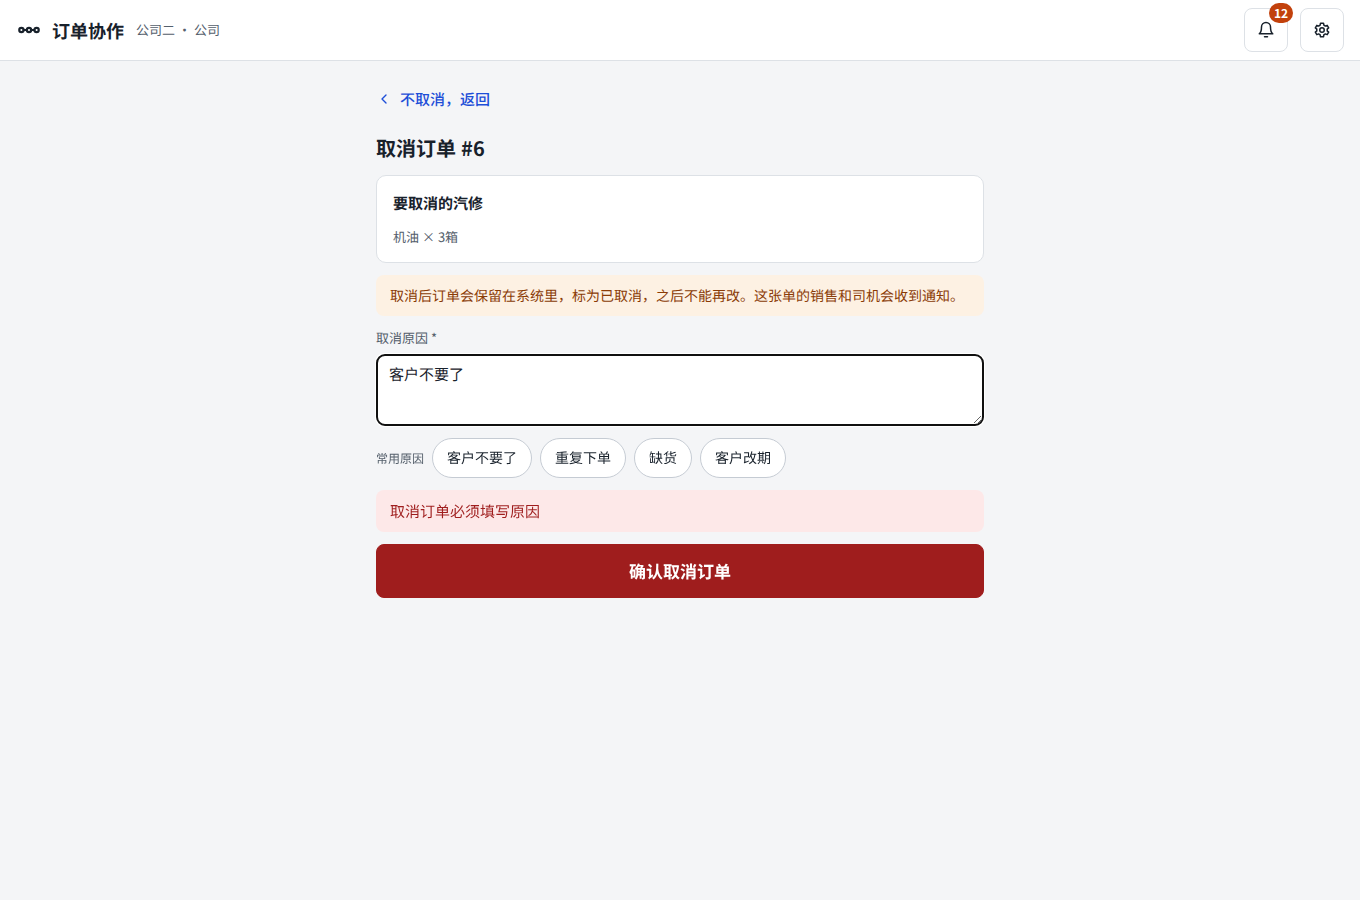 订单协作 公司二 · 公司
12
不取消，返回
取消订单 #6
要取消的汽修
机油 × 3箱
取消后订单会保留在系统里，标为已取消，之后不能再改。这张单的销售和司机会收到通知。
取消原因 *
客户不要了
常用原因 客户不要了 重复下单 缺货 客户改期
取消订单必须填写原因
确认取消订单